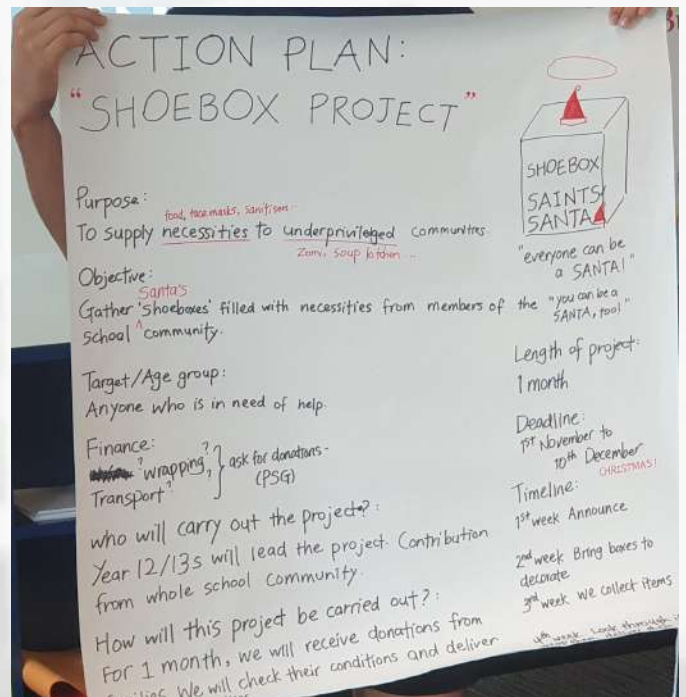 ACTION PLAN:
"SHOEBOX PROJECT"
Purpose:
food, face masks, sanitisers...
To supply necessities to underprivileged communities.
Zomi, soup kitchen...
Objective:
Santa's
Gather 'shoeboxes' filled with necessities from members of the
school community.
Target/Age group:
Anyone who is in need of help.
Finance:
? wrapping?
Transport?
ask for donations-
(PSG)
who will carry out the project?:
Year 12/13s will lead the project. Contribution
from whole school community.
How will this project be carried out?:
For 1 month, we will receive donations from
We will check their conditions and deliver
SHOEBOX
SAINTS/
SANTA
"everyone can be
a SANTA!"
"you can be a
SANTA, too!"
Length of project:
1 month
Deadline:
1st November to
10th December
CHRISTMAS!
Timeline:
1st week Announce
2nd week Bring boxes to
decorate
3rd week we collect items
4th week Look through